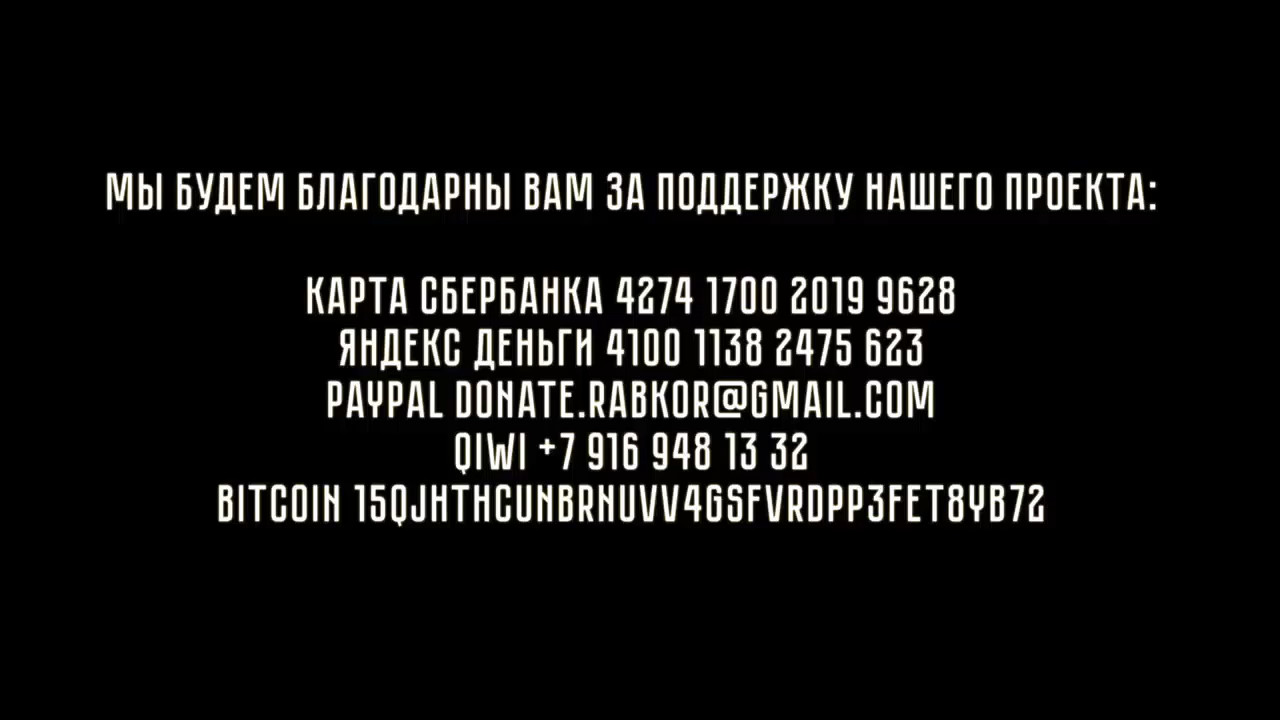 МЫ БУДЕМ БЛАГОДАРНЫ ВАМ ЗА ПОДДЕРЖКУ НАШЕГО ПРОЕКТА:
КАРТА СБЕРБАНКА 4274 1700 2019 9628
ЯНДЕКС ДЕНЬГИ 4100 1138 2475 623
PAYPAL DONATE.RABKOR@GMAIL.COM
QIWI +7 916 948 13 32
BITCOIN 15QJHTHCUNBRNUVV4GSFVRDPP3FET8YB72